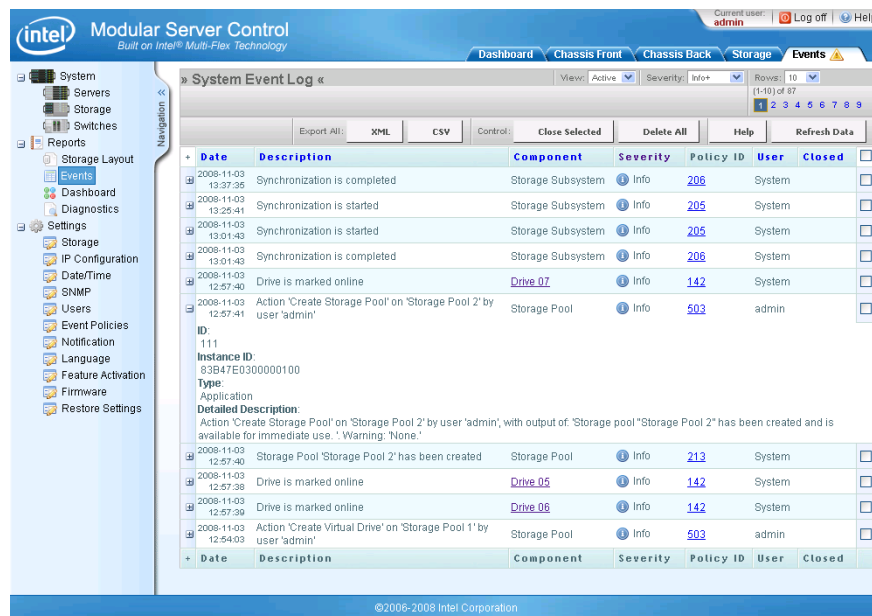 Current user:
admin
Log off
Help
intel
Modular Server Control
Built on Intel® Multi-Flex Technology
Dashboard
Chassis Front
Chassis Back
Storage
Events
System
Servers
Storage
Switches
Reports
Storage Layout
Events
Dashboard
Diagnostics
Settings
Storage
IP Configuration
Date/Time
SNMP
Users
Event Policies
Notification
Language
Feature Activation
Firmware
Restore Settings
Navigation
» System Event Log «
View: Active Severity: Info+ Rows: 10
(1-10) of 87
1 2 3 4 5 6 7 8 9
Export All: XML CSV Control: Close Selected Delete All Help Refresh Data
+ Date Description Component Severity Policy ID User Closed
2008-11-03 13:37:35 Synchronization is completed Storage Subsystem Info 206 System
2008-11-03 13:25:41 Synchronization is started Storage Subsystem Info 205 System
2008-11-03 13:01:43 Synchronization is started Storage Subsystem Info 205 System
2008-11-03 13:01:43 Synchronization is completed Storage Subsystem Info 206 System
2008-11-03 12:57:40 Drive is marked online Drive 07 Info 142 System
2008-11-03 12:57:41 Action 'Create Storage Pool' on 'Storage Pool 2' by user 'admin' Storage Pool Info 503 admin
ID:
111
Instance ID:
83B47E0300000100
Type:
Application
Detailed Description:
Action 'Create Storage Pool' on 'Storage Pool 2' by user 'admin', with output of: 'Storage pool "Storage Pool 2" has been created and is
available for immediate use. '. Warning: 'None.'
2008-11-03 12:57:40 Storage Pool 'Storage Pool 2' has been created Storage Pool Info 213 System
2008-11-03 12:57:38 Drive is marked online Drive 05 Info 142 System
2008-11-03 12:57:39 Drive is marked online Drive 06 Info 142 System
2008-11-03 12:54:03 Action 'Create Virtual Drive' on 'Storage Pool 1' by user 'admin' Storage Pool Info 503 admin
+ Date Description Component Severity Policy ID User Closed
©2006-2008 Intel Corporation